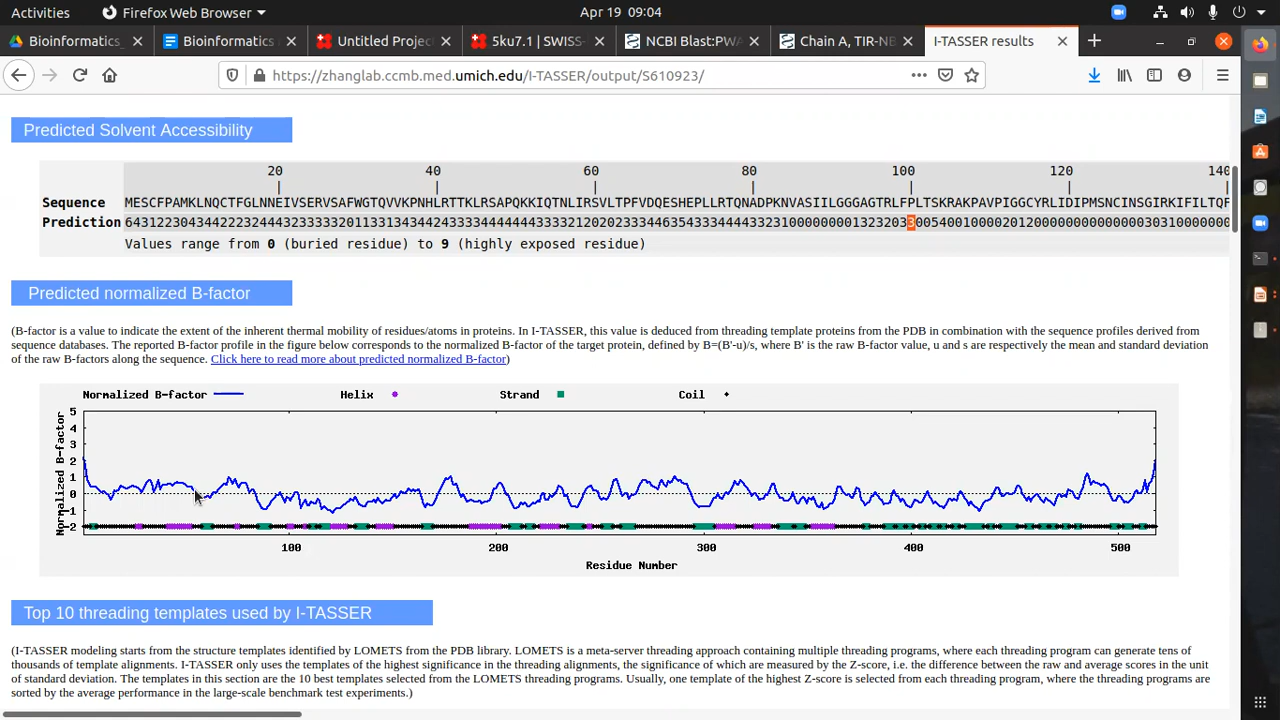 Activities Firefox Web Browser Apr 19 09:04
Bioinformatics_ Bioinformatics Untitled Projec 5ku7.1 | SWISS- NCBI Blast:PWA Chain A, TIR-NB I-TASSER results
https://zhanglab.ccmb.med.umich.edu/I-TASSER/output/S610923/
Predicted Solvent Accessibility
20 40 60 80 100 120 140
| | | | | | |
Sequence MESCFPAMKLNQCTFGLNNEIVSERVSAFWGTQVVKPNHLRTTKLRSAKPQKKIQTNLIRSVLTPFVDQESHEPLLRTQNADPKNVASIILGGGAGTRLFPLTSKRAKPAVPIGGCYRLIDIPMSNCINSGIRKIFILTQF
Values range from 0 (buried residue) to 9 (highly exposed residue)
Predicted normalized B-factor
(B-factor is a value to indicate the extent of the inherent thermal mobility of residues/atoms in proteins. In I-TASSER, this value is deduced from threading template proteins from the PDB in combination with the sequence profiles derived from
sequence databases. The reported B-factor profile in the figure below corresponds to the normalized B-factor of the target protein, defined by B=(B'-u)/s, where B' is the raw B-factor value, u and s are respectively the mean and standard deviation
of the raw B-factors along the sequence. Click here to read more about predicted normalized B-factor)
Normalized B-factor Helix Strand Coil
5
4
3
2
1
0
-1
-2
Normalized B-factor
100 200 300 400 500
Residue Number
Top 10 threading templates used by I-TASSER
(I-TASSER modeling starts from the structure templates identified by LOMETS from the PDB library. LOMETS is a meta-server threading approach containing multiple threading programs, where each threading program can generate tens of
thousands of template alignments. I-TASSER only uses the templates of the highest significance in the threading alignments, the significance of which are measured by the Z-score, i.e. the difference between the raw and average scores in the unit
of standard deviation. The templates in this section are the 10 best templates selected from the LOMETS threading programs. Usually, one template of the highest Z-score is selected from each threading program, where the threading programs are
sorted by the average performance in the large-scale benchmark test experiments.)